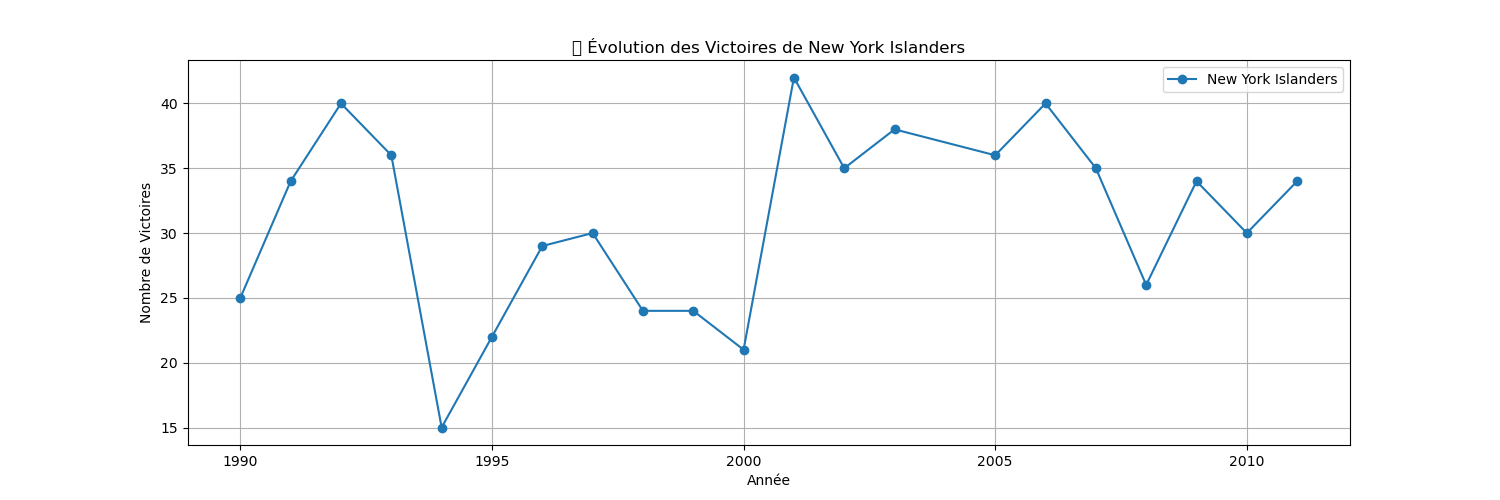 Évolution des Victoires de New York Islanders
New York Islanders
Nombre de Victoires
40
35
30
25
20
15
1990
1995
2000
2005
2010
Année